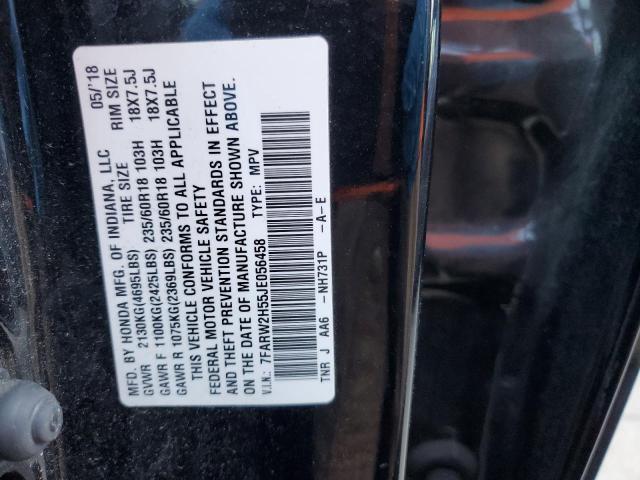 MFD. BY HONDA MFG. OF INDIANA, LLC 05/'18
GVWR 2130KG(4695LBS) TIRE SIZE RIM SIZE
GAWR F 1100KG(2425LBS) 235/60R18 103H 18X7.5J
GAWR R 1075KG(2369LBS) 235/60R18 103H 18X7.5J
THIS VEHICLE CONFORMS TO ALL APPLICABLE
FEDERAL MOTOR VEHICLE SAFETY
AND THEFT PREVENTION STANDARDS IN EFFECT
ON THE DATE OF MANUFACTURE SHOWN ABOVE.
V.I.N.: 7FARW2H55JE056458 TYPE: MPV
TNR J AA6 -NH731P -A-E